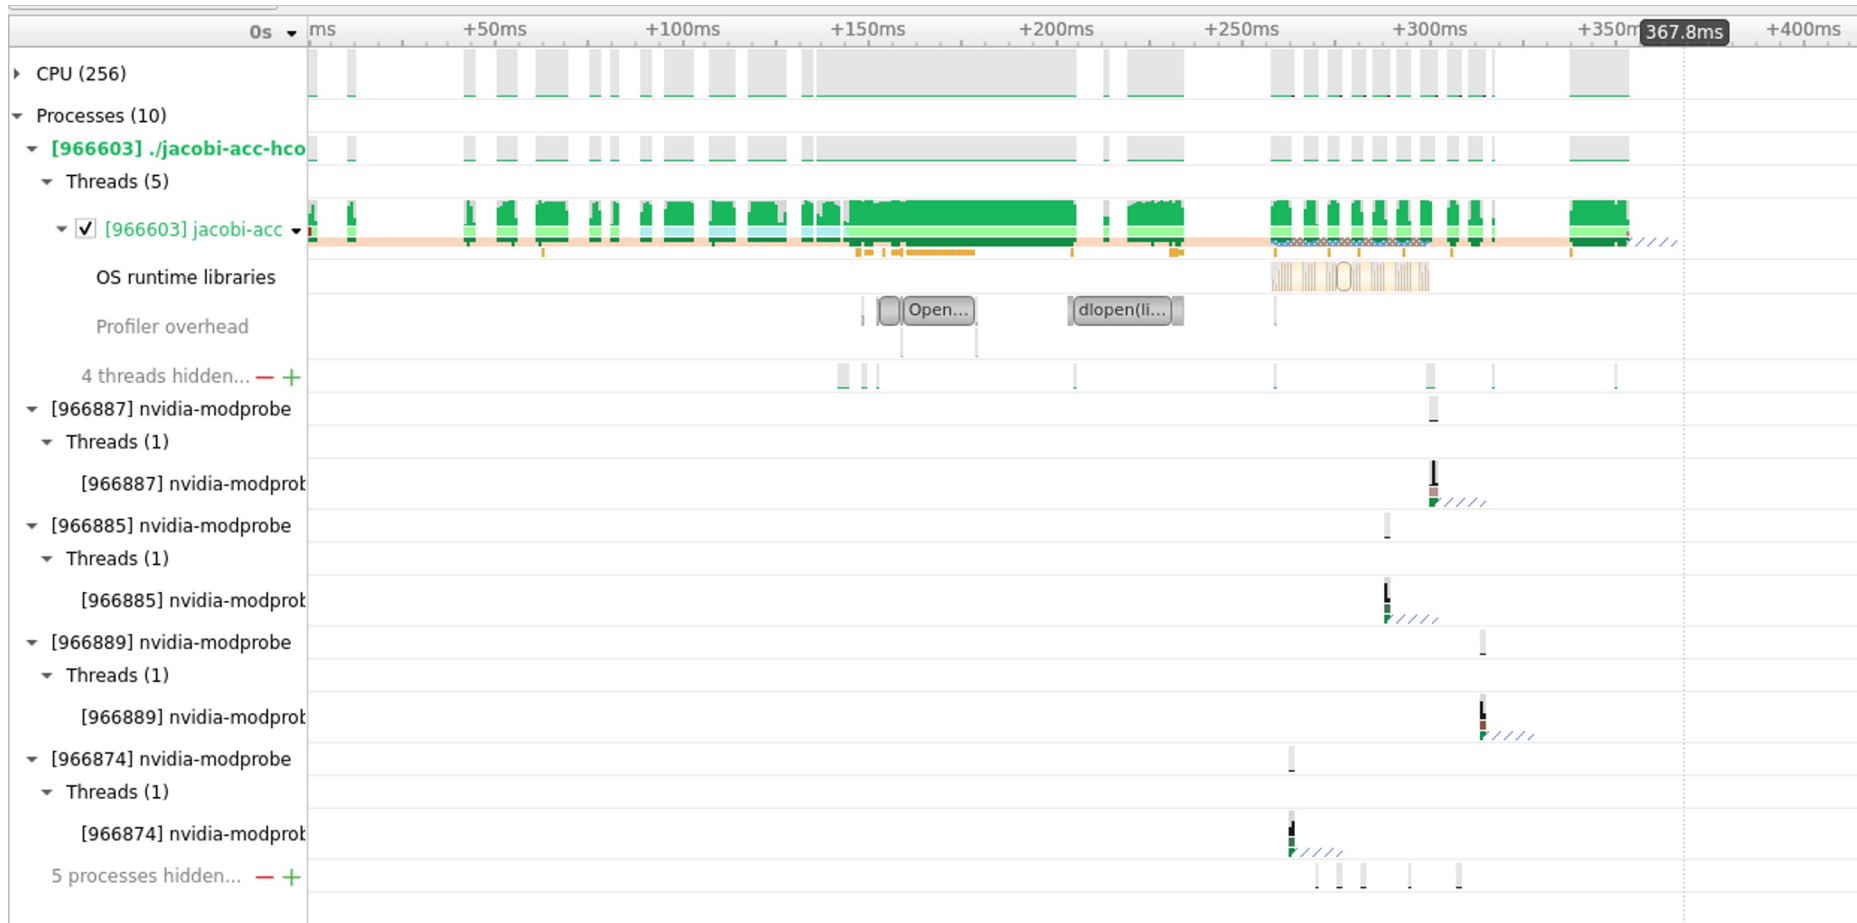 0s ms +50ms +100ms +150ms +200ms +250ms +300ms +350m 367.8ms +400ms
CPU (256)
Processes (10)
[966603] ./jacobi-acc-hco
Threads (5)
[966603] jacobi-acc
OS runtime libraries
Profiler overhead Open... dlopen(li...
4 threads hidden...
[966887] nvidia-modprobe
Threads (1)
[966887] nvidia-modprob
[966885] nvidia-modprobe
Threads (1)
[966885] nvidia-modprob
[966889] nvidia-modprobe
Threads (1)
[966889] nvidia-modprob
[966874] nvidia-modprobe
Threads (1)
[966874] nvidia-modprob
5 processes hidden...